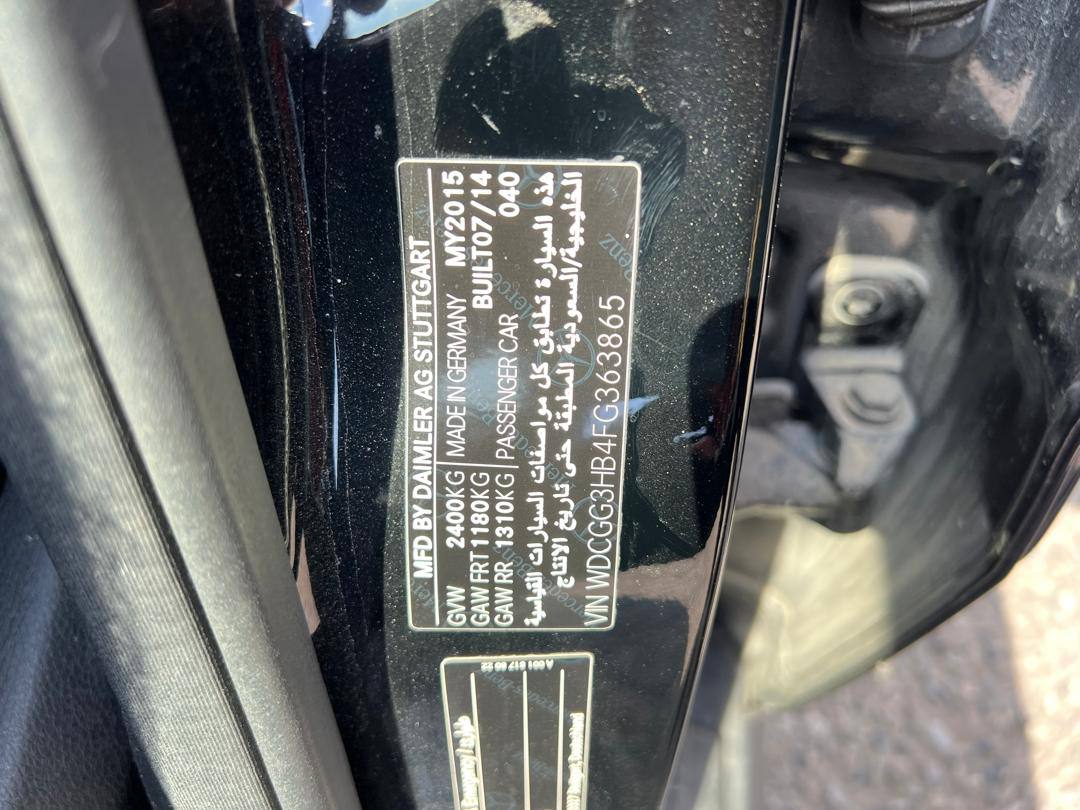 MFD BY DAIMLER AG STUTTGART
GVW 2400KG MADE IN GERMANY MY2015
GAW FRT 1180KG BUILT07/14
GAW RR 1310KG PASSENGER CAR 040
هذه السيارة تطابق كل مواصفات السيارات القياسية
الخليجية/السعودية المطبقة حتى تاريخ الانتاج
VIN WDCGG3HB4FG363865